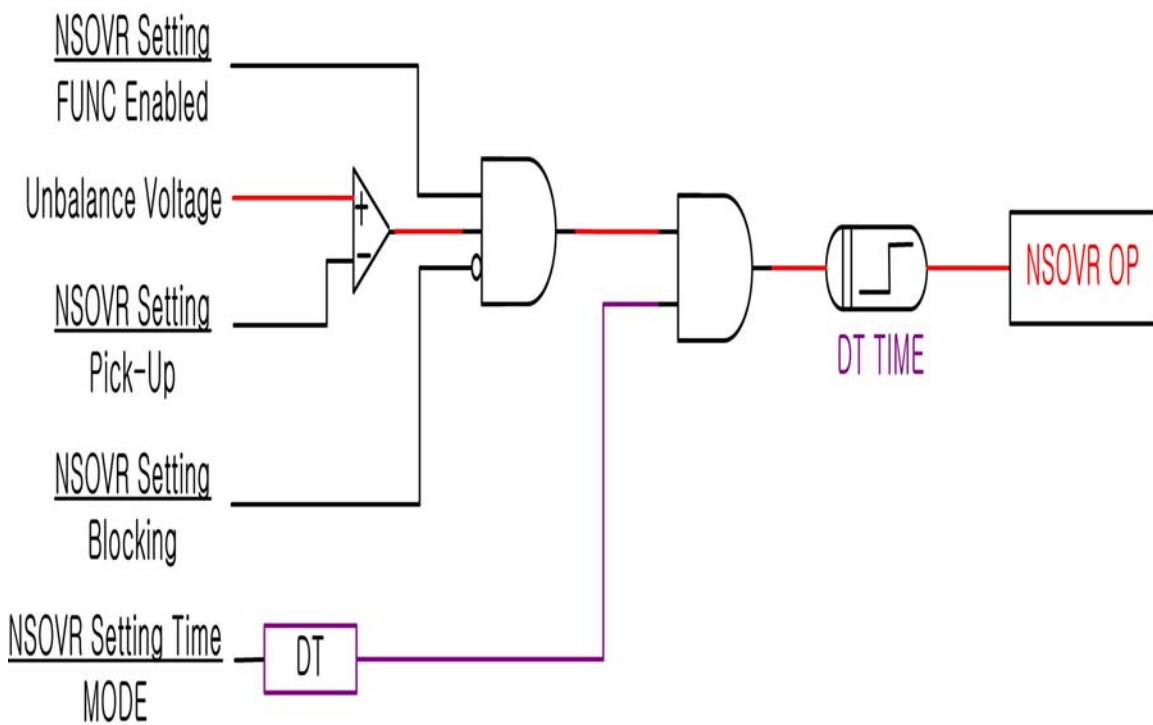 NSOVR Setting
FUNC Enabled
Unbalance Voltage
+
-
NSOVR Setting
Pick-Up
NSOVR OP
DT TIME
NSOVR Setting
Blocking
NSOVR Setting Time
MODE
DT